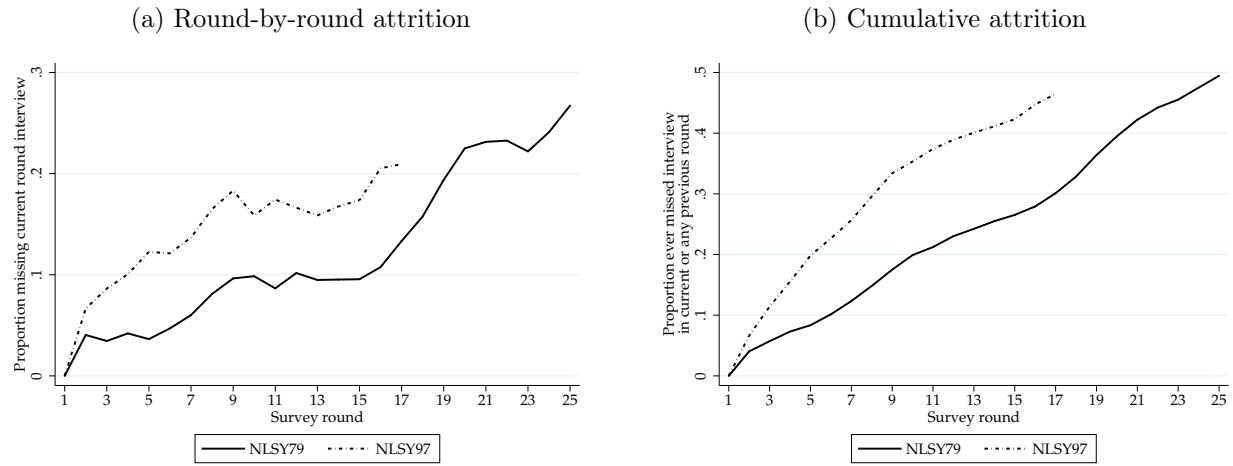 (a) Round-by-round attrition
Proportion missing current round interview
.3
.2
.1
0
1 3 5 7 9 11 13 15 17 19 21 23 25
Survey round
NLSY79 NLSY97
(b) Cumulative attrition
Proportion ever missed interview
in current or any previous round
.5
.4
.3
.2
.1
0
1 3 5 7 9 11 13 15 17 19 21 23 25
Survey round
NLSY79 NLSY97